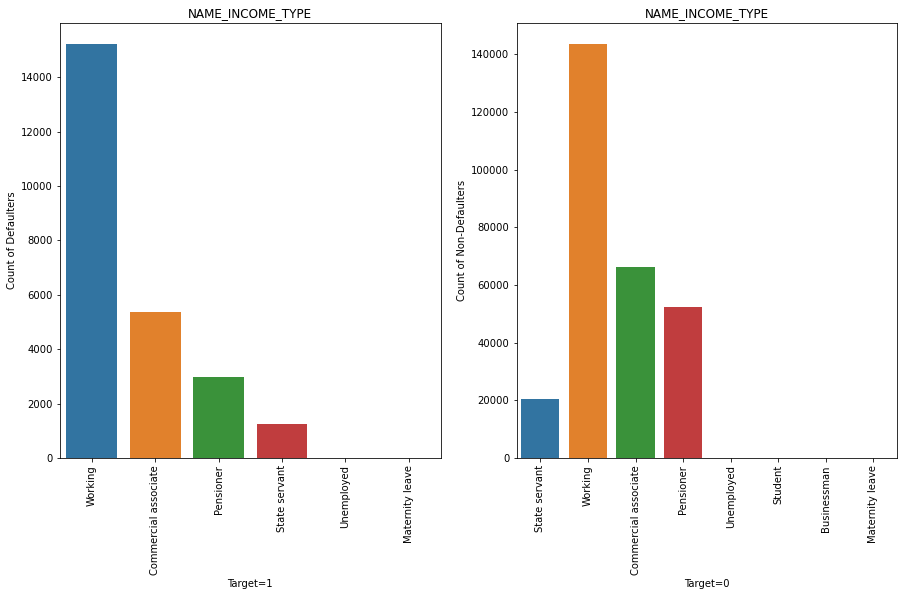 NAME_INCOME_TYPE
Count of Defaulters
14000
12000
10000
8000
6000
4000
2000
0
Working
Commercial associate
Pensioner
State servant
Unemployed
Maternity leave
Target=1
NAME_INCOME_TYPE
Count of Non-Defaulters
140000
120000
100000
80000
60000
40000
20000
0
State servant
Working
Commercial associate
Pensioner
Unemployed
Student
Businessman
Maternity leave
Target=0